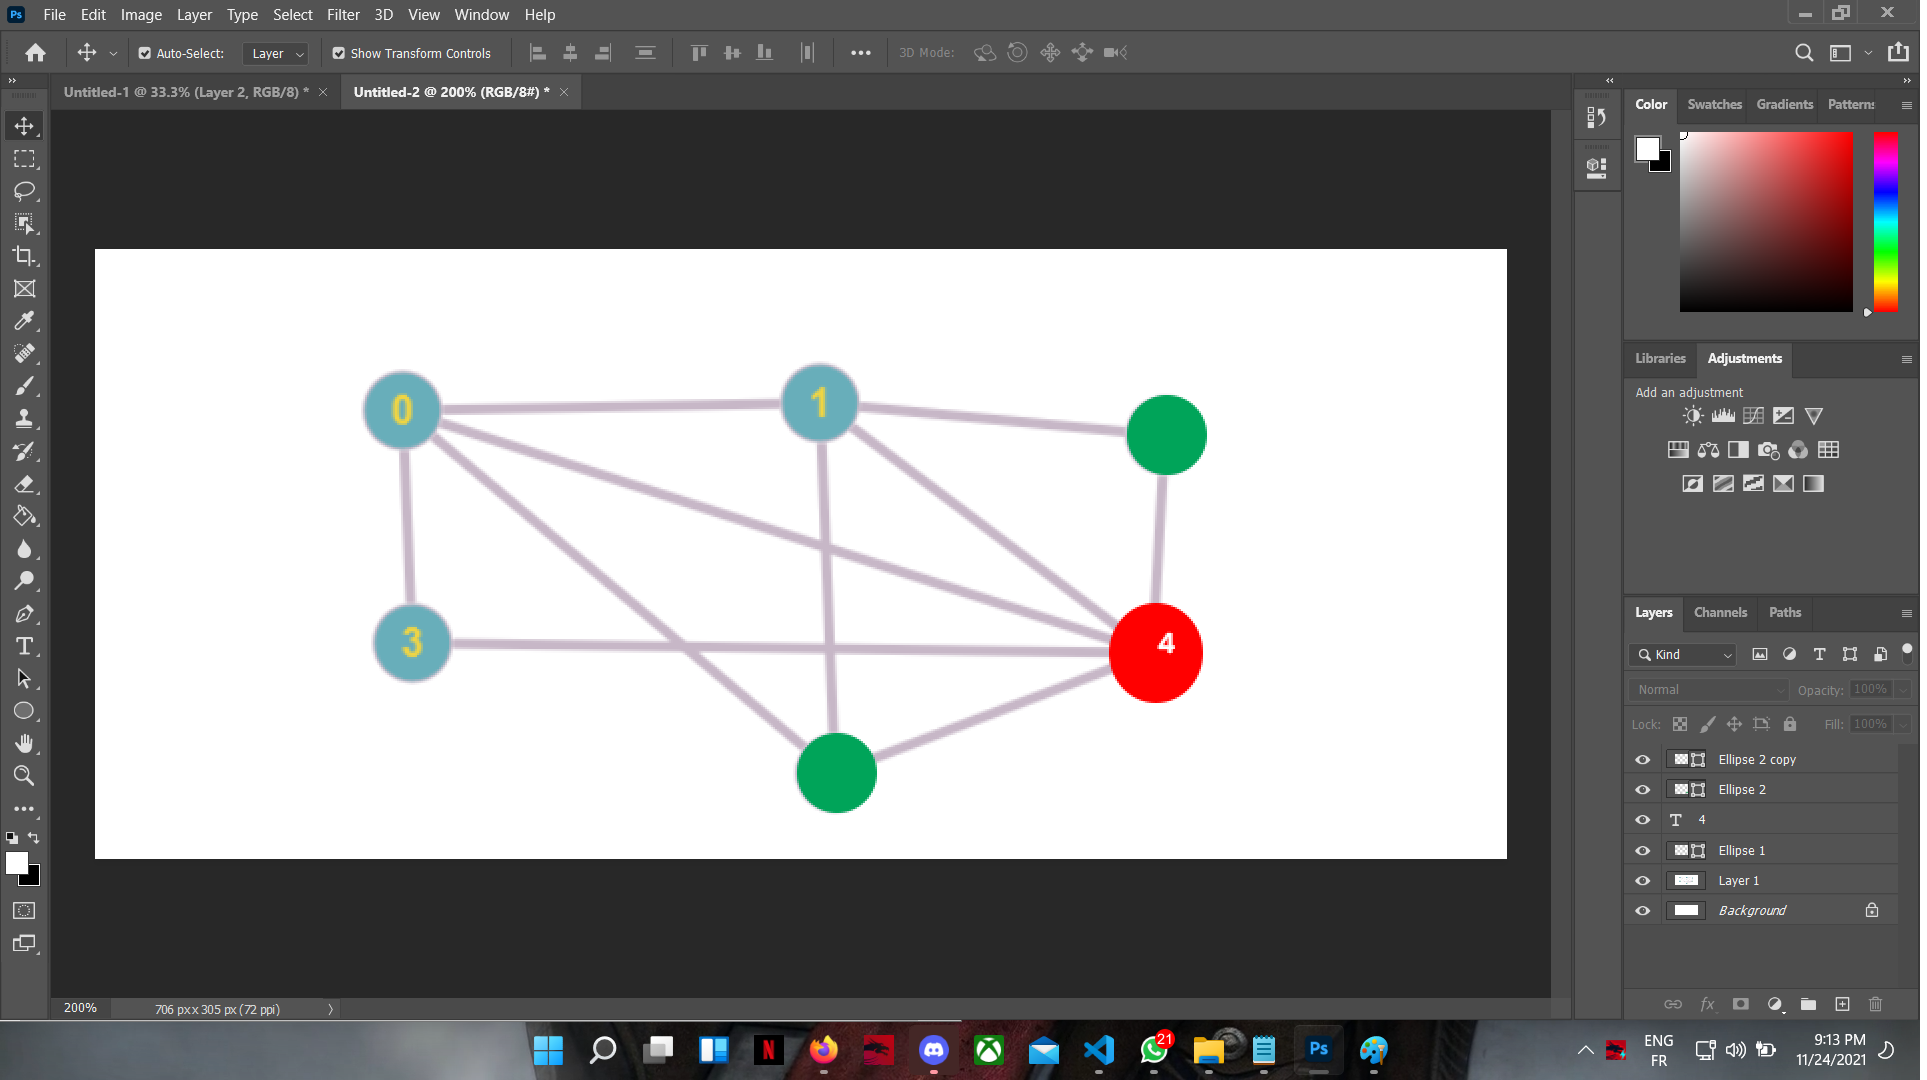 Ps File Edit Image Layer Type Select Filter 3D View Window Help
Auto-Select: Layer Show Transform Controls 3D Mode:
Untitled-1 @ 33.3% (Layer 2, RGB/8) * Untitled-2 @ 200% (RGB/8#) *
Color Swatches Gradients Patterns
0
1
3
4
Libraries Adjustments
Add an adjustment
Layers Channels Paths
Kind
Normal Opacity: 100%
Lock: Fill: 100%
Ellipse 2 copy
Ellipse 2
T 4
Ellipse 1
Layer 1
Background
fx
200% 706 px x 305 px (72 ppi)
N
21
Ps
ENG
FR
9:13 PM
11/24/2021